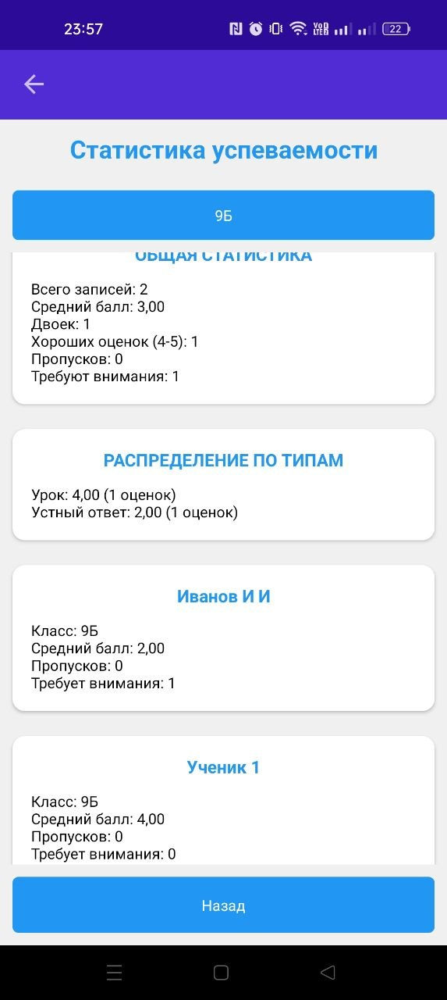 23:57
VoD
LTE2
22
Статистика успеваемости
9Б
ОБЩАЯ СТАТИСТИКА
Всего записей: 2
Средний балл: 3,00
Двоек: 1
Хороших оценок (4-5): 1
Пропусков: 0
Требуют внимания: 1
РАСПРЕДЕЛЕНИЕ ПО ТИПАМ
Урок: 4,00 (1 оценок)
Устный ответ: 2,00 (1 оценок)
Иванов И И
Класс: 9Б
Средний балл: 2,00
Пропусков: 0
Требует внимания: 1
Ученик 1
Класс: 9Б
Средний балл: 4,00
Пропусков: 0
Требует внимания: 0
Назад